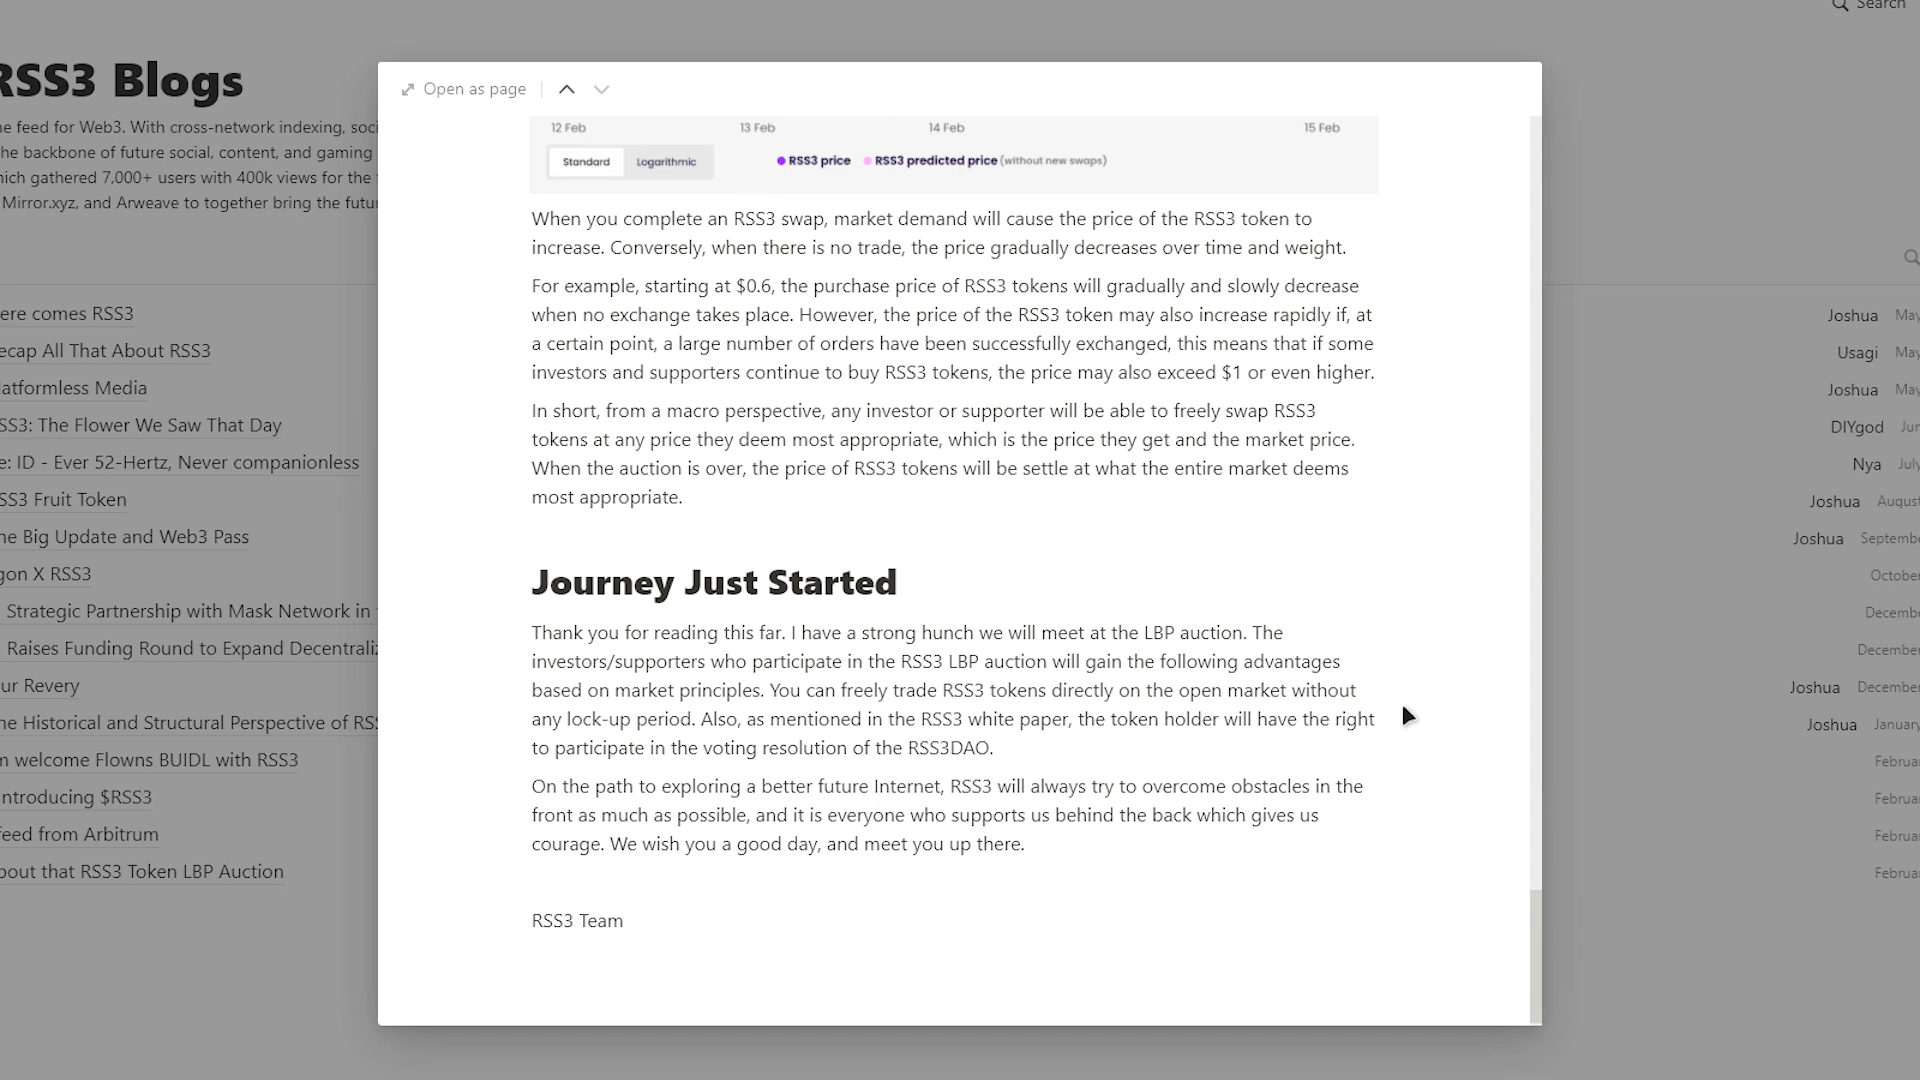 Search
RSS3 Blogs
e feed for Web3. With cross-network indexing, soci
he backbone of future social, content, and gaming
hich gathered 7,000+ users with 400k views for the
Mirror.xyz, and Arweave to together bring the futu
ere comes RSS3
ecap All That About RSS3
latformless Media
SS3: The Flower We Saw That Day
e: ID - Ever 52-Hertz, Never companionless
SS3 Fruit Token
he Big Update and Web3 Pass
gon X RSS3
Strategic Partnership with Mask Network in
Raises Funding Round to Expand Decentraliz
ur Revery
he Historical and Structural Perspective of RSS
m welcome Flowns BUIDL with RSS3
ntroducing $RSS3
feed from Arbitrum
bout that RSS3 Token LBP Auction
Open as page
12 Feb 13 Feb 14 Feb 15 Feb
Standard Logarithmic RSS3 price RSS3 predicted price (without new swaps)
When you complete an RSS3 swap, market demand will cause the price of the RSS3 token to
increase. Conversely, when there is no trade, the price gradually decreases over time and weight.
For example, starting at $0.6, the purchase price of RSS3 tokens will gradually and slowly decrease
when no exchange takes place. However, the price of the RSS3 token may also increase rapidly if, at
a certain point, a large number of orders have been successfully exchanged, this means that if some
investors and supporters continue to buy RSS3 tokens, the price may also exceed $1 or even higher.
In short, from a macro perspective, any investor or supporter will be able to freely swap RSS3
tokens at any price they deem most appropriate, which is the price they get and the market price.
When the auction is over, the price of RSS3 tokens will be settle at what the entire market deems
most appropriate.
Journey Just Started
Thank you for reading this far. I have a strong hunch we will meet at the LBP auction. The
investors/supporters who participate in the RSS3 LBP auction will gain the following advantages
based on market principles. You can freely trade RSS3 tokens directly on the open market without
any lock-up period. Also, as mentioned in the RSS3 white paper, the token holder will have the right
to participate in the voting resolution of the RSS3DAO.
On the path to exploring a better future Internet, RSS3 will always try to overcome obstacles in the
front as much as possible, and it is everyone who supports us behind the back which gives us
courage. We wish you a good day, and meet you up there.
RSS3 Team
Joshua May
Usagi May
Joshua May
DIYgod Jun
Nya July
Joshua August
Joshua Septembe
October
Decembe
December
Joshua December
Joshua January
Februar
Februar
Februar
Februar